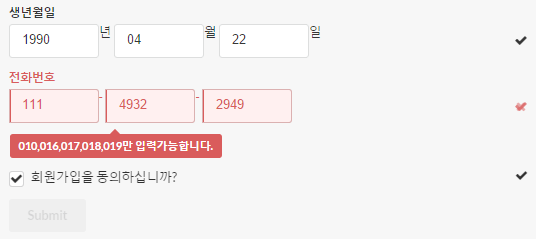 생년월일
1990 년 04 월 22 일
전화번호
111 - 4932 - 2949
010,016,017,018,019만 입력가능합니다.
회원가입을 동의하십니까?
Submit